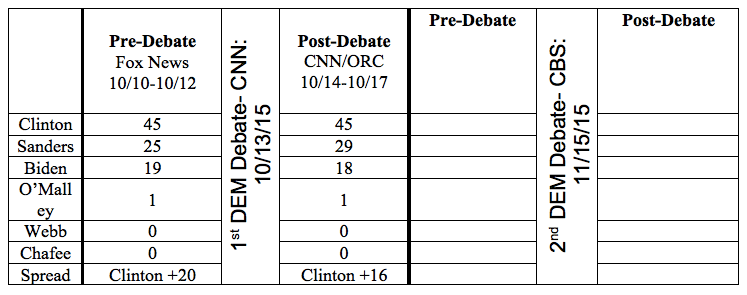 Pre-Debate
Fox News
10/10-10/12
1st DEM Debate- CNN:
10/13/15
Post-Debate
CNN/ORC
10/14-10/17
Pre-Debate
2nd DEM Debate- CBS:
11/15/15
Post-Debate
Clinton 45 45
Sanders 25 29
Biden 19 18
O’Mall
ey 1 1
Webb 0 0
Chafee 0 0
Spread Clinton +20 Clinton +16